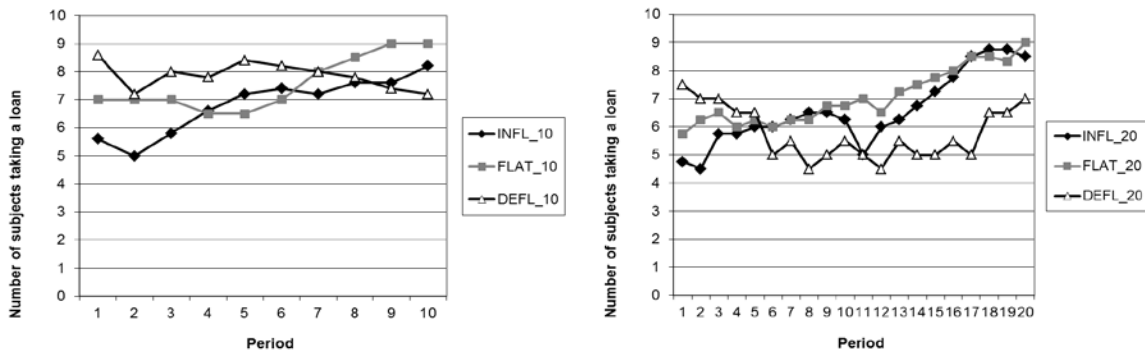 Number of subjects taking a loan
10
9
8
7
6
5
4
3
2
1
0
1 2 3 4 5 6 7 8 9 10
Period
INFL_10
FLAT_10
DEFL_10
Number of subjects taking a loan
10
9
8
7
6
5
4
3
2
1
0
1 2 3 4 5 6 7 8 9 10 11 12 13 14 15 16 17 18 19 20
Period
INFL_20
FLAT_20
DEFL_20